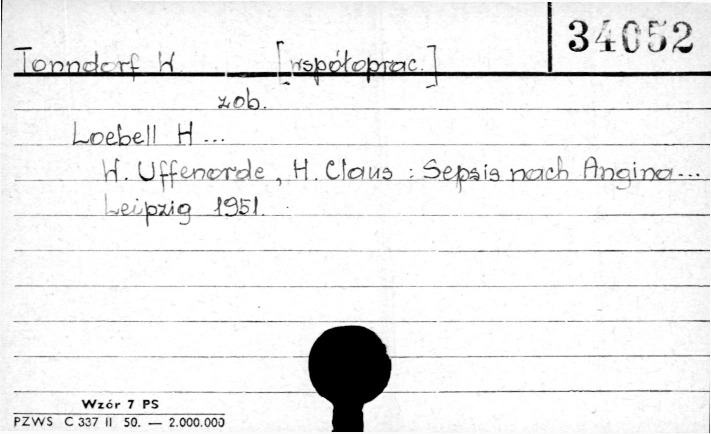 34052
Tonndorf W [współoprac.]
zob.
Loebell H ...
W. Uffenorde, H. Claus : Sepsis nach Angina...
Leipzig 1951.
Wzór 7 PS
PZWS C 337 II 50. — 2.000.000